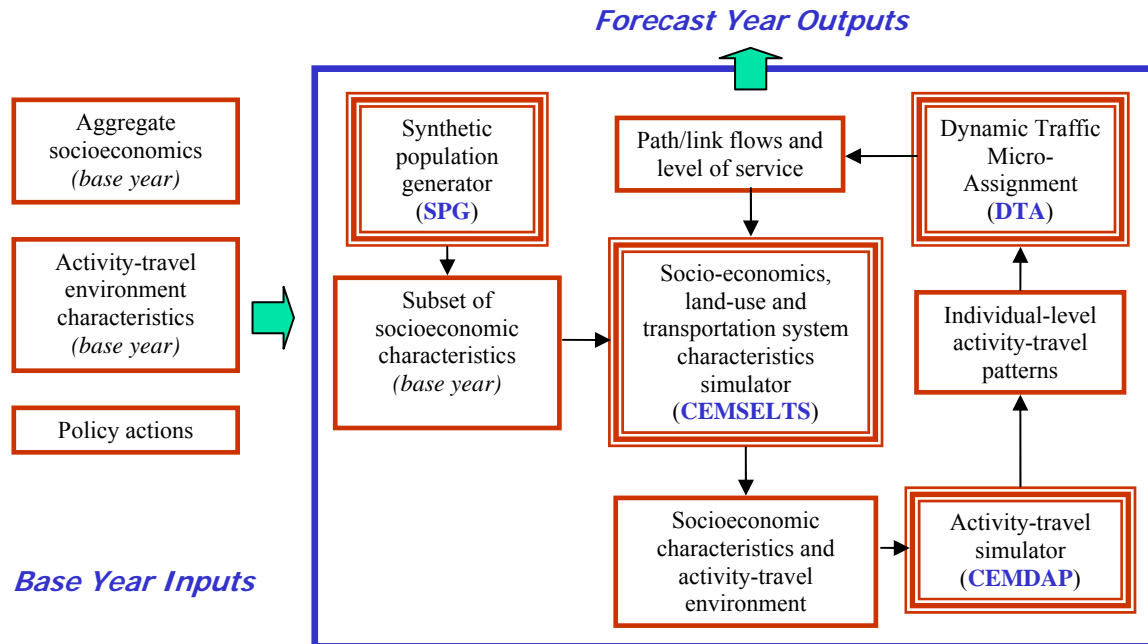 Forecast Year Outputs
Aggregate
socioeconomics
(base year)
Activity-travel
environment
characteristics
(base year)
Policy actions
Base Year Inputs
Synthetic
population
generator
(SPG)
Subset of
socioeconomic
characteristics
(base year)
Path/link flows and
level of service
Socio-economics,
land-use and
transportation system
characteristics
simulator
(CEMSELTS)
Socioeconomic
characteristics and
activity-travel
environment
Dynamic Traffic
Micro-
Assignment
(DTA)
Individual-level
activity-travel
patterns
Activity-travel
simulator
(CEMDAP)